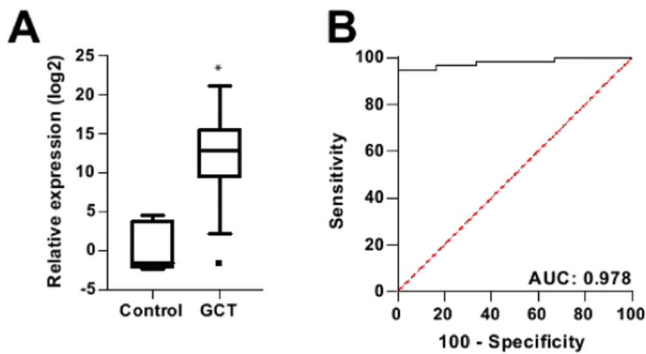 A
B
Relative expression (log2)
25
20
15
10
5
0
-5
*
Control
GCT
Sensitivity
100
80
60
40
20
0
AUC: 0.978
0
20
40
60
80
100
100 - Specificity